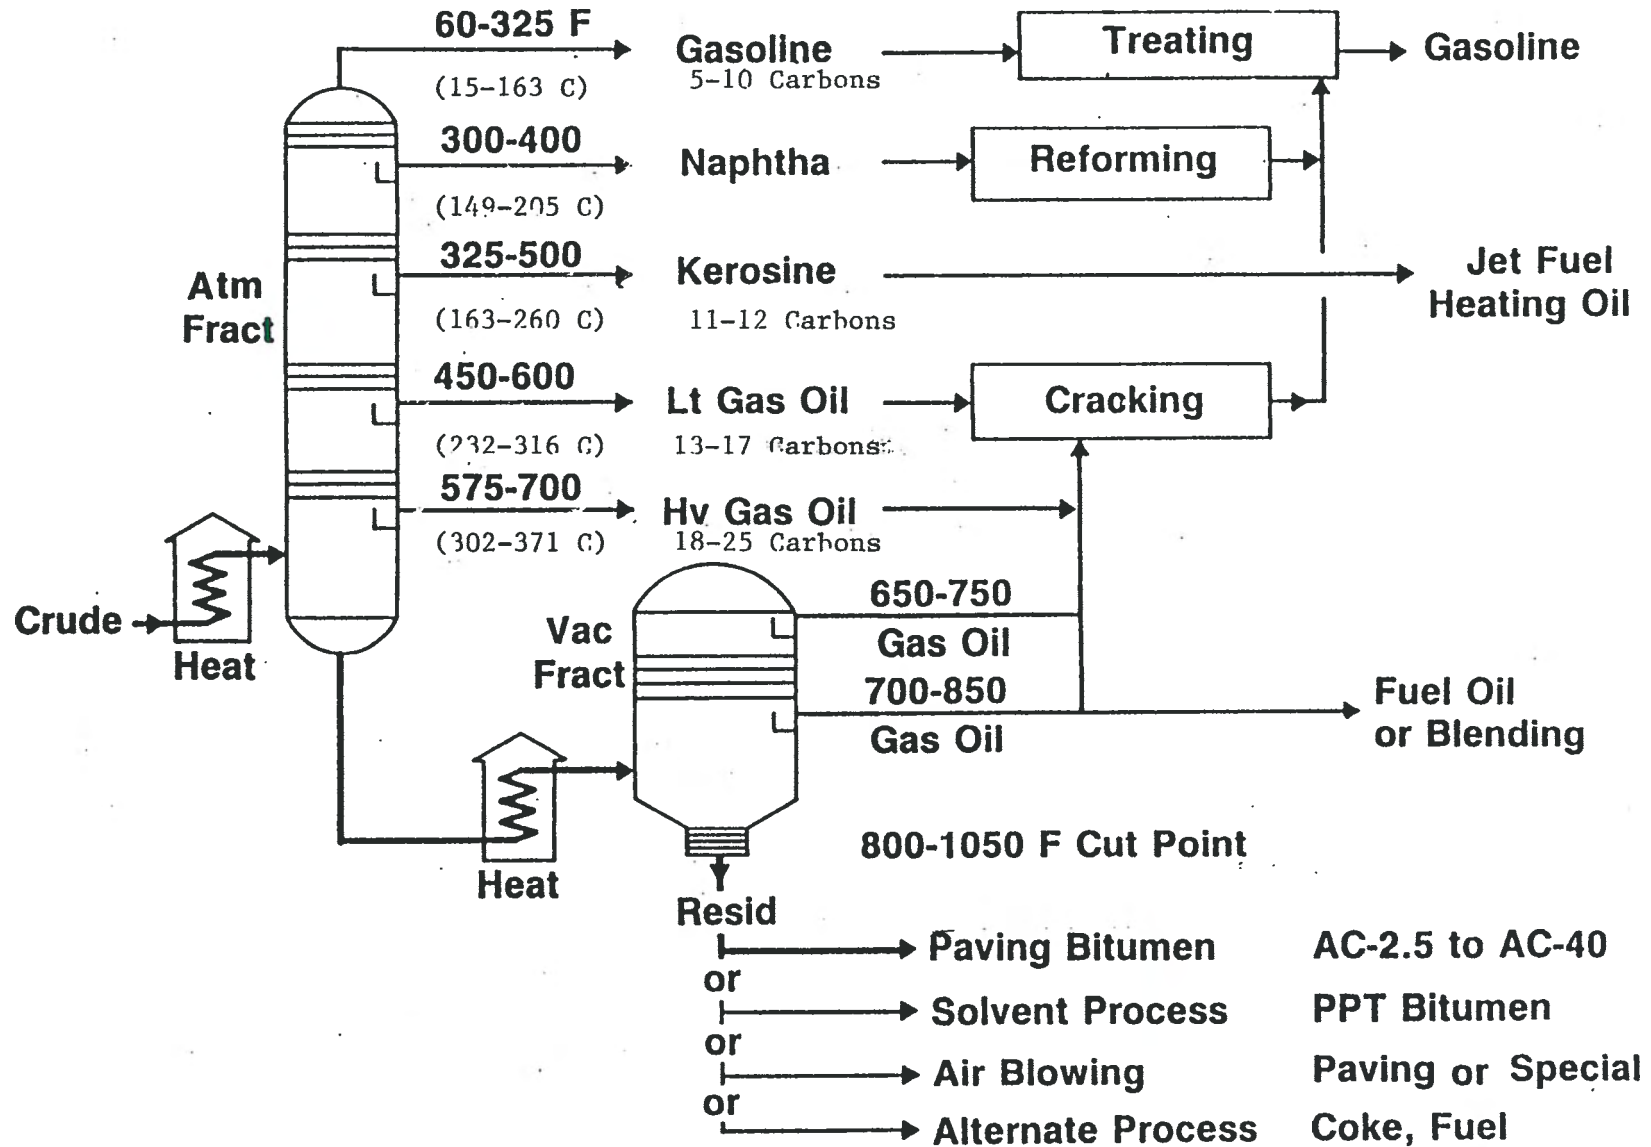 60-325 F
(15-163 C)
Gasoline
5-10 Carbons
Treating
Gasoline
300-400
(149-205 C)
Naphtha
Reforming
Atm
Fract
325-500
(163-260 C)
Kerosine
11-12 Carbons
Jet Fuel
Heating Oil
450-600
(232-316 C)
Lt Gas Oil
13-17 Carbons
Cracking
575-700
(302-371 C)
Hv Gas Oil
18-25 Carbons
Crude
Heat
Vac
Fract
650-750
Gas Oil
700-850
Gas Oil
Fuel Oil
or Blending
Heat
800-1050 F Cut Point
Resid
Paving Bitumen AC-2.5 to AC-40
or
Solvent Process PPT Bitumen
or
Air Blowing Paving or Special
or
Alternate Process Coke, Fuel